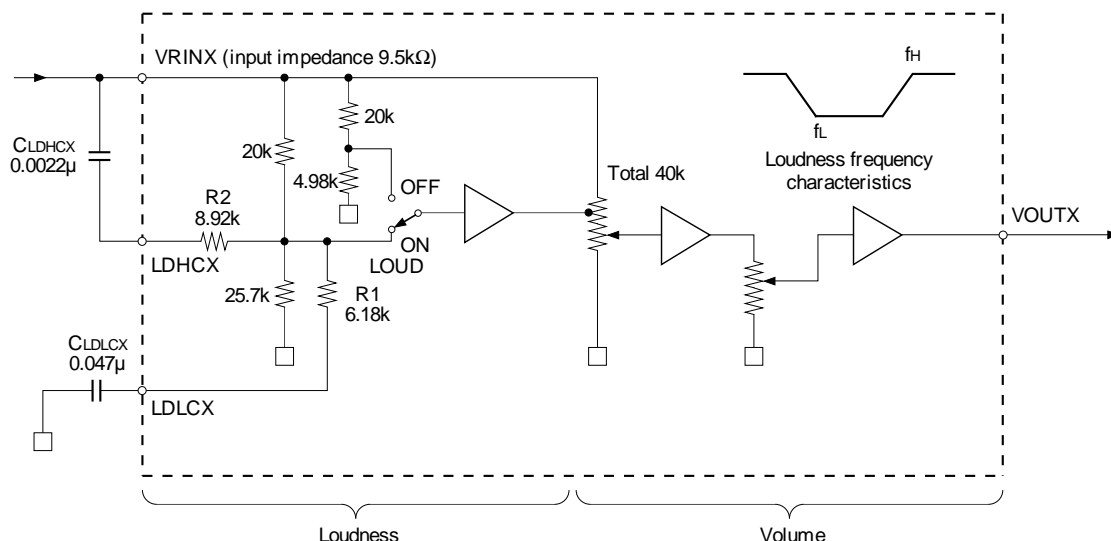 VRINX (input impedance 9.5kΩ)
fH
CLDHCX
0.0022µ
20k
20k
4.98k
OFF
Total 40k
fL
Loudness frequency
characteristics
R2
8.92k
VOUTX
LDHCX
ON
LOUD
25.7k
R1
6.18k
CLDLCX
0.047µ
LDLCX
Loudness
Volume